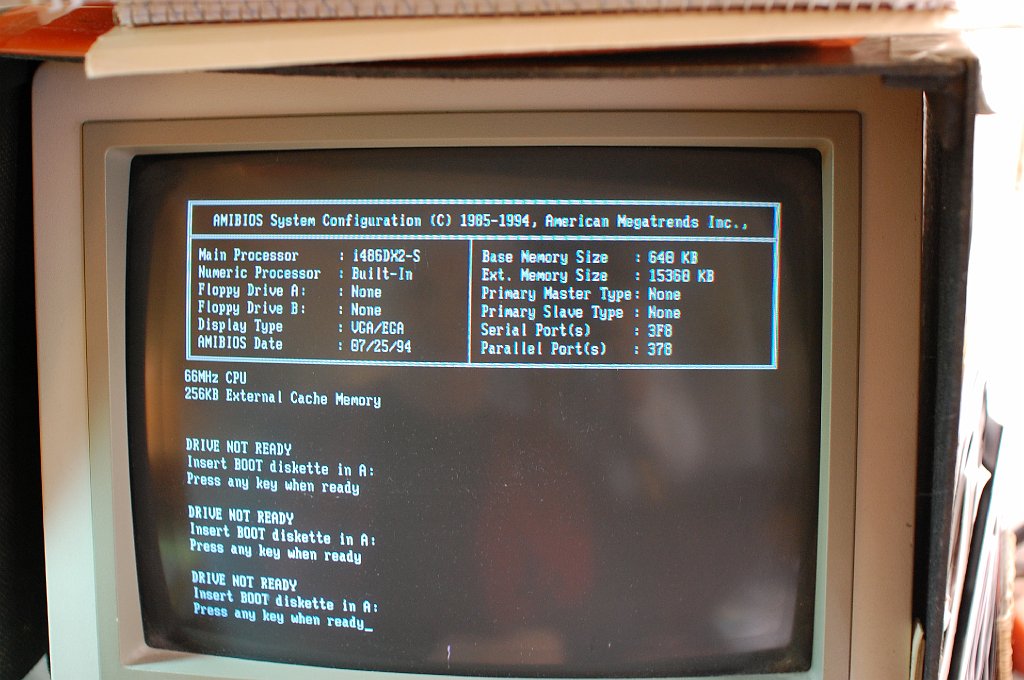 AMIBIOS System Configuration (C) 1985-1994, American Megatrends Inc.,
Main Processor : i486DX2-S
Numeric Processor : Built-In
Floppy Drive A: : None
Floppy Drive B: : None
Display Type : VGA/EGA
AMIBIOS Date : 07/25/94
Base Memory Size : 640 KB
Ext. Memory Size : 15360 KB
Primary Master Type: None
Primary Slave Type : None
Serial Port(s) : 3F8
Parallel Port(s) : 378
66MHz CPU
256KB External Cache Memory
DRIVE NOT READY
Insert BOOT diskette in A:
Press any key when ready
DRIVE NOT READY
Insert BOOT diskette in A:
Press any key when ready
DRIVE NOT READY
Insert BOOT diskette in A:
Press any key when ready_